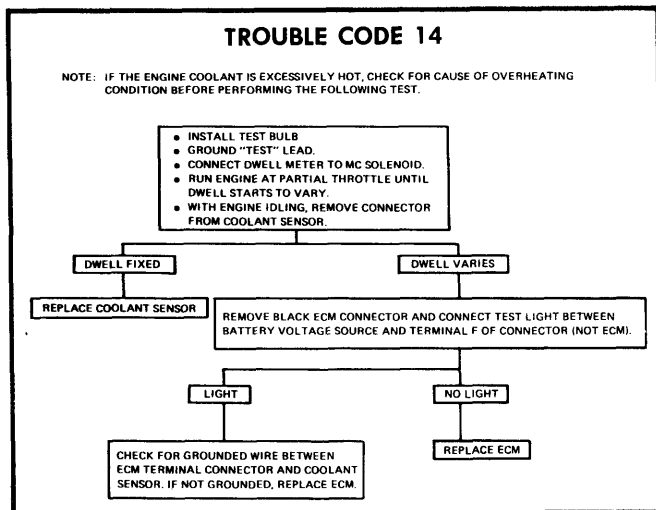 TROUBLE CODE 14
NOTE: IF THE ENGINE COOLANT IS EXCESSIVELY HOT, CHECK FOR CAUSE OF OVERHEATING
CONDITION BEFORE PERFORMING THE FOLLOWING TEST.
• INSTALL TEST BULB
• GROUND "TEST" LEAD.
• CONNECT DWELL METER TO MC SOLENOID.
• RUN ENGINE AT PARTIAL THROTTLE UNTIL
DWELL STARTS TO VARY.
• WITH ENGINE IDLING, REMOVE CONNECTOR
FROM COOLANT SENSOR.
DWELL FIXED
DWELL VARIES
REPLACE COOLANT SENSOR
REMOVE BLACK ECM CONNECTOR AND CONNECT TEST LIGHT BETWEEN
BATTERY VOLTAGE SOURCE AND TERMINAL F OF CONNECTOR (NOT ECM).
LIGHT
NO LIGHT
CHECK FOR GROUNDED WIRE BETWEEN
ECM TERMINAL CONNECTOR AND COOLANT
SENSOR. IF NOT GROUNDED, REPLACE ECM.
REPLACE ECM